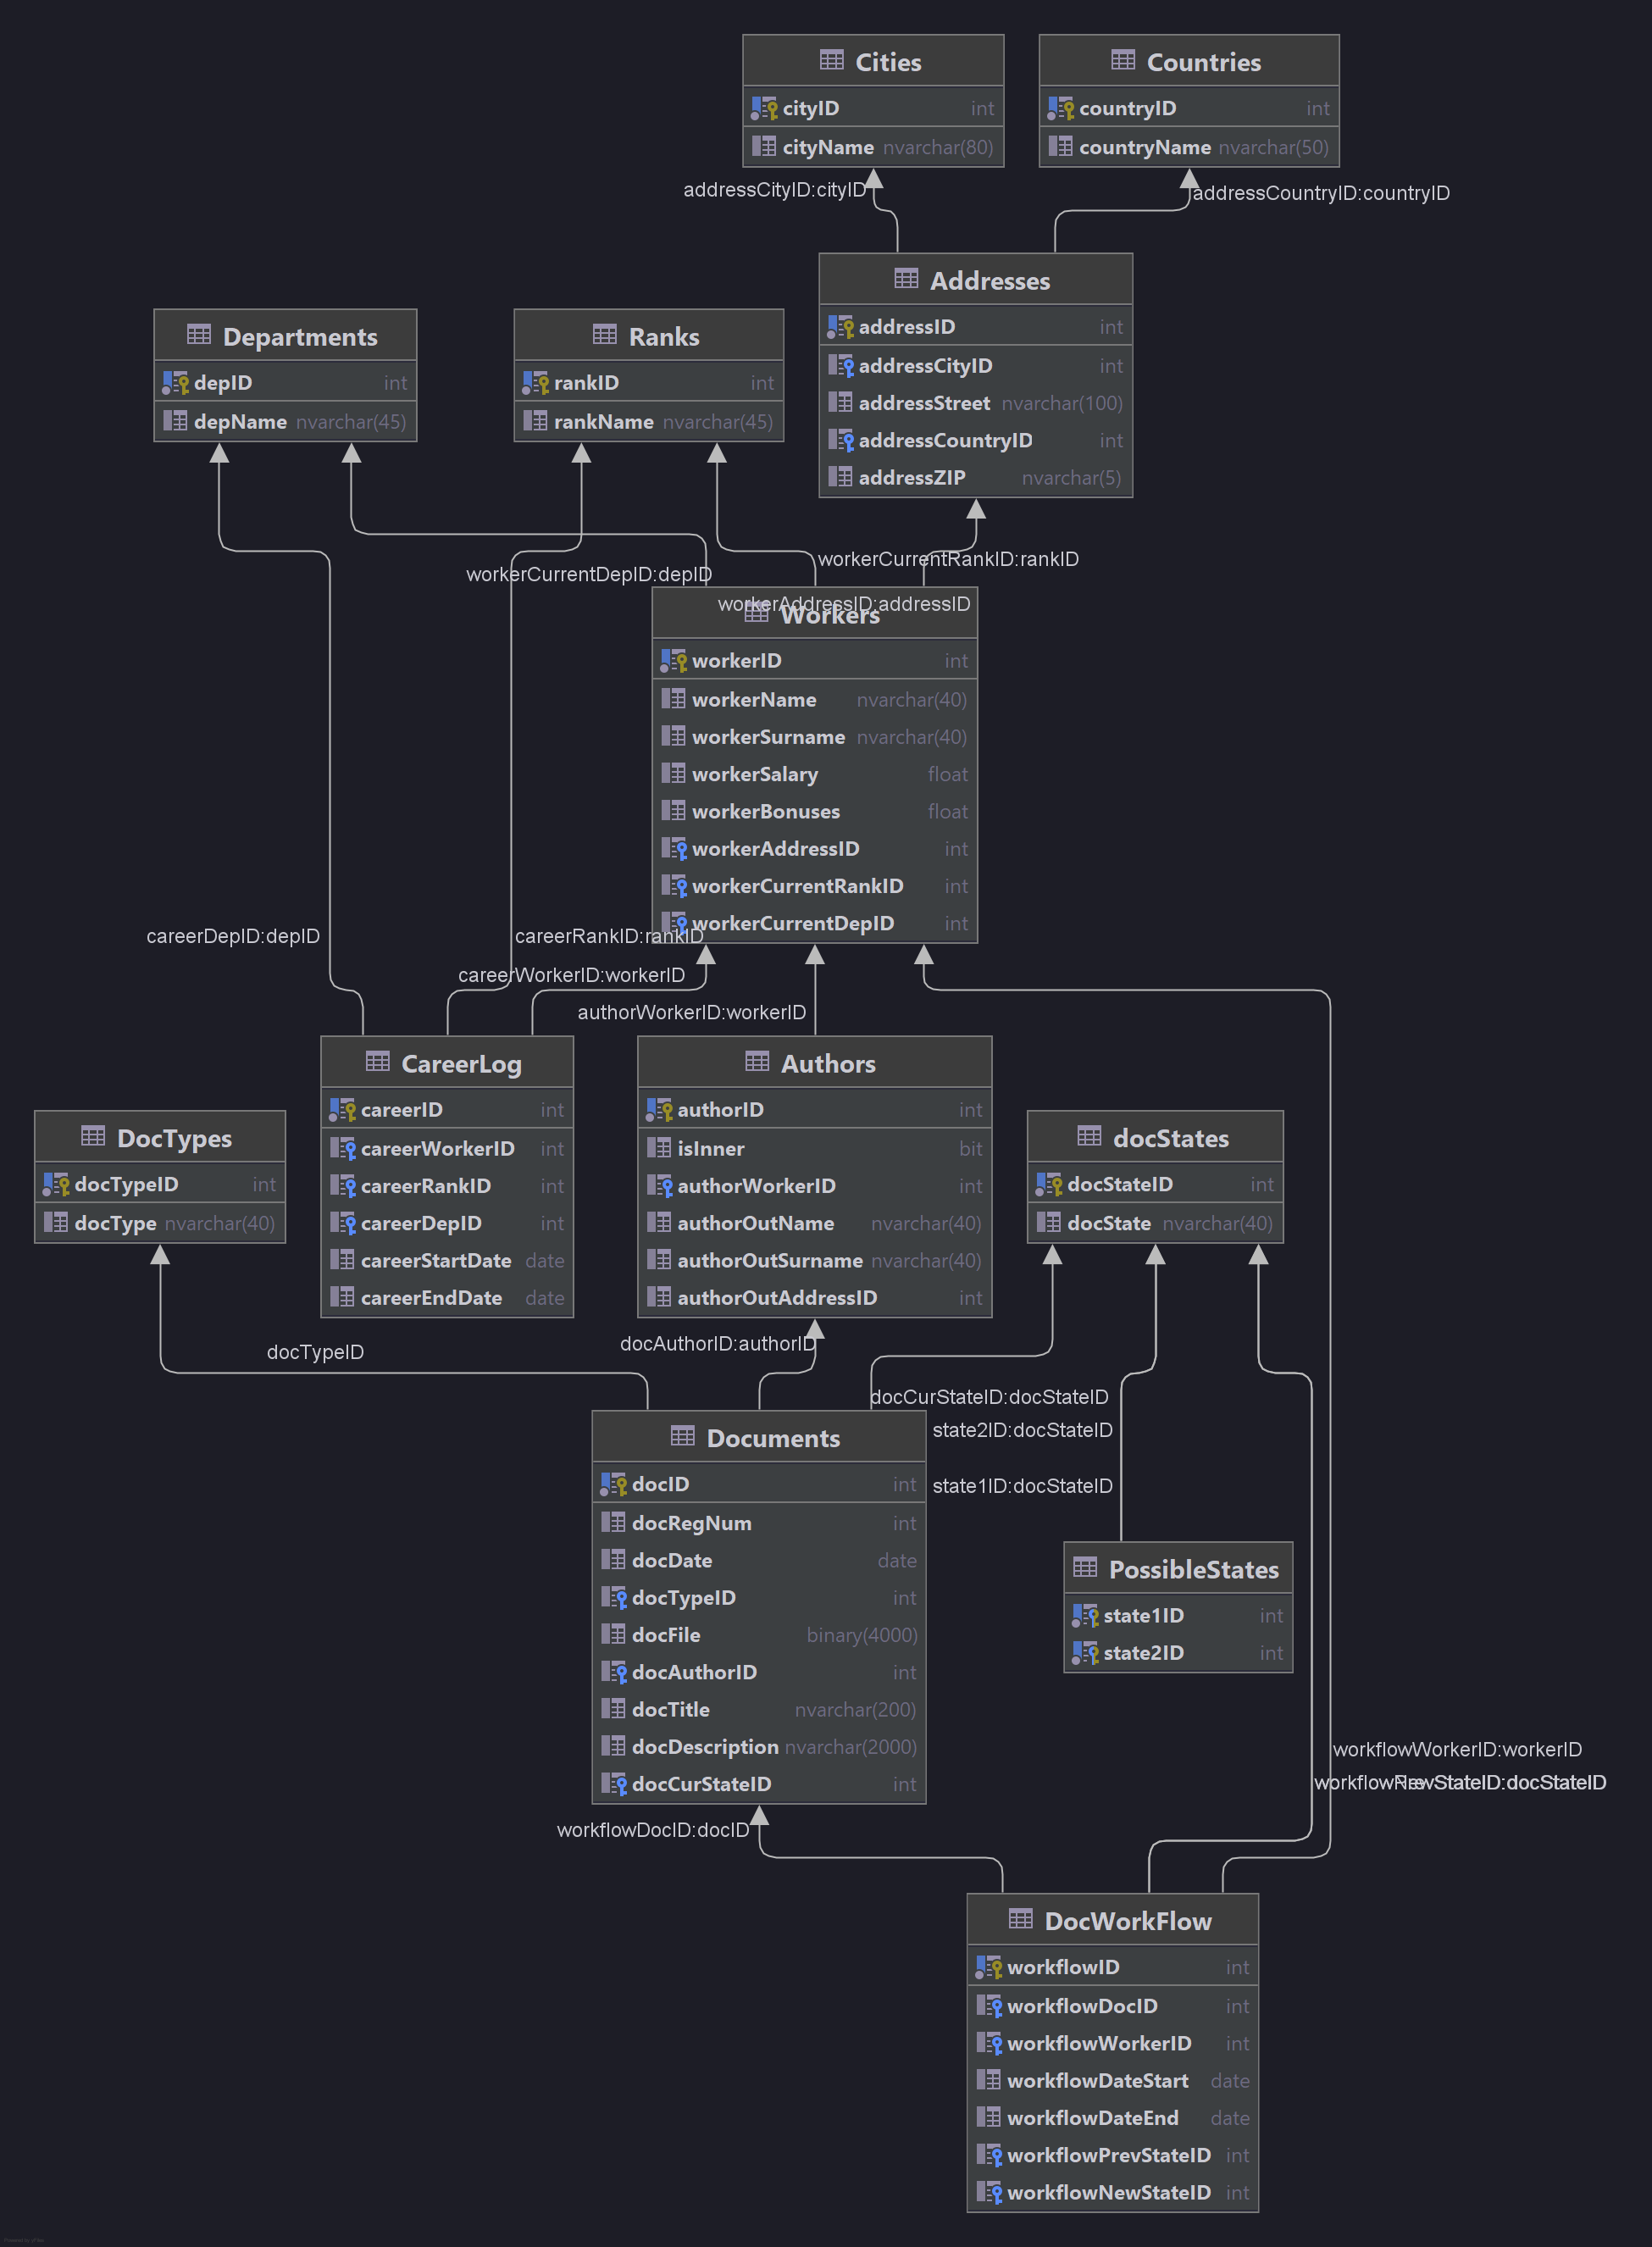 Cities
cityID int
cityName nvarchar(80)
Countries
countryID int
countryName nvarchar(50)
addressCityID:cityID
addressCountryID:countryID
Addresses
addressID int
addressCityID int
addressStreet nvarchar(100)
addressCountryID int
addressZIP nvarchar(5)
Departments
depID int
depName nvarchar(45)
Ranks
rankID int
rankName nvarchar(45)
workerCurrentDepID:depID
workerCurrentRankID:rankID
workerAddressID:addressID
Workers
workerID int
workerName nvarchar(40)
workerSurname nvarchar(40)
workerSalary float
workerBonuses float
workerAddressID int
workerCurrentRankID int
workerCurrentDepID int
careerDepID:depID
careerRankID:rankID
careerWorkerID:workerID
authorWorkerID:workerID
CareerLog
careerID int
careerWorkerID int
careerRankID int
careerDepID int
careerStartDate date
careerEndDate date
Authors
authorID int
isInner bit
authorWorkerID int
authorOutName nvarchar(40)
authorOutSurname nvarchar(40)
authorOutAddressID int
DocTypes
docTypeID int
docType nvarchar(40)
docStates
docStateID int
docState nvarchar(40)
docTypeID
docAuthorID:authorID
docCurStateID:docStateID
state2ID:docStateID
state1ID:docStateID
Documents
docID int
docRegNum int
docDate date
docTypeID int
docFile binary(4000)
docAuthorID int
docTitle nvarchar(200)
docDescription nvarchar(2000)
docCurStateID int
PossibleStates
state1ID int
state2ID int
workflowWorkerID:workerID
workflowNewStateID:docStateID
workflowDocID:docID
DocWorkFlow
workflowID int
workflowDocID int
workflowWorkerID int
workflowDateStart date
workflowDateEnd date
workflowPrevStateID int
workflowNewStateID int